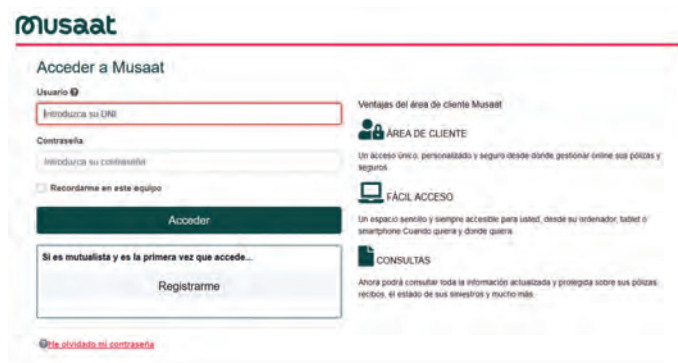 musaat
Acceder a Musaat
Usuario
Introduzca su DNI
Contraseña
Introduzca su contraseña
Recordarme en este equipo
Acceder
Si es mutualista y es la primera vez que accede...
Registrarme
He olvidado mi contraseña
Ventajas del área de cliente Musaat
ÁREA DE CLIENTE
Un acceso único, personalizado y seguro desde donde gestionar online sus pólizas y
seguros.
FÁCIL ACCESO
Un espacio sencillo y siempre accesible para usted, desde su ordenador, tablet o
smartphone Cuando quiera y donde quiera.
CONSULTAS
Ahora podrá consultar toda la información actualizada y protegida sobre sus pólizas,
recibos, el estado de sus siniestros y mucho más.